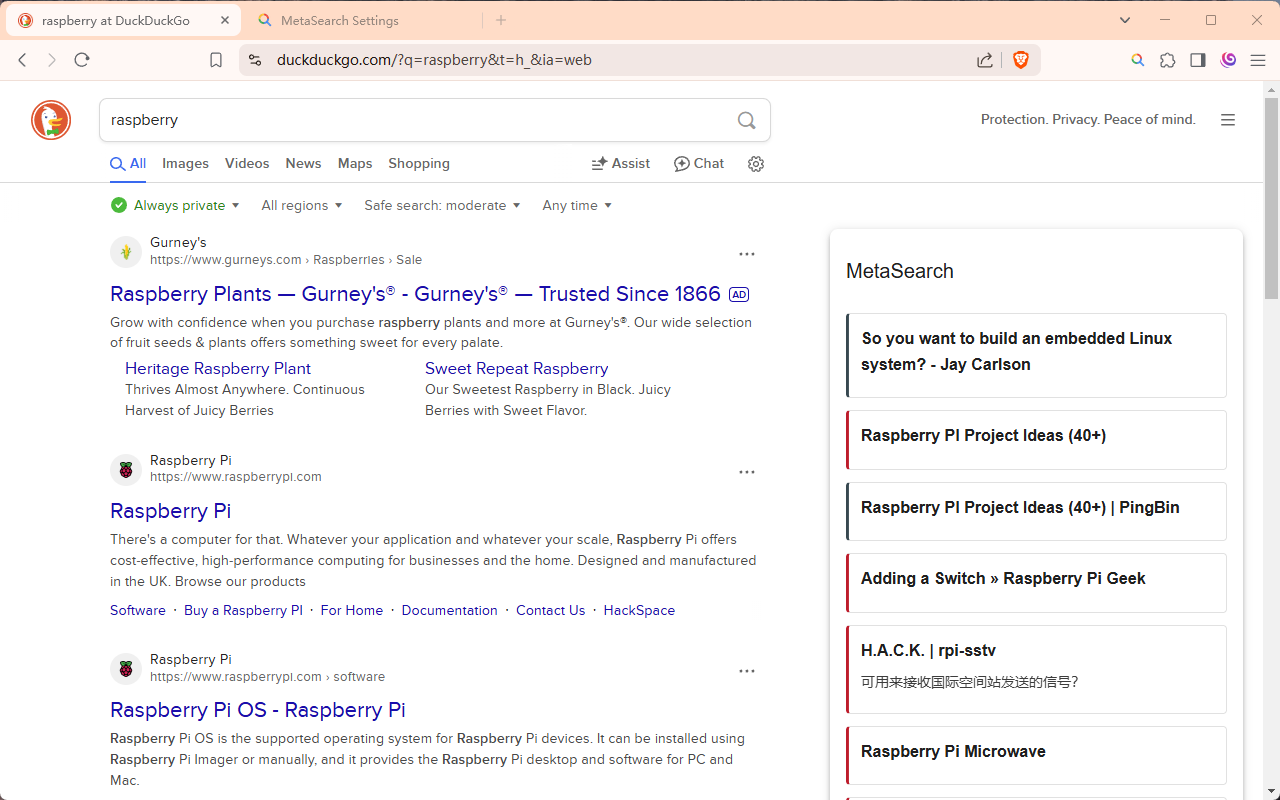 raspberry at DuckDuckGo
MetaSearch Settings
duckduckgo.com/?q=raspberry&t=h_&ia=web
raspberry
Protection. Privacy. Peace of mind.
All Images Videos News Maps Shopping Assist Chat
Always private All regions Safe search: moderate Any time
Gurney's
https://www.gurneys.com › Raspberries › Sale
Raspberry Plants — Gurney's® - Gurney's® — Trusted Since 1866 AD
Grow with confidence when you purchase raspberry plants and more at Gurney's®. Our wide selection
of fruit seeds & plants offers something sweet for every palate.
Heritage Raspberry Plant
Thrives Almost Anywhere. Continuous
Harvest of Juicy Berries
Sweet Repeat Raspberry
Our Sweetest Raspberry in Black. Juicy
Berries with Sweet Flavor.
Raspberry Pi
https://www.raspberrypi.com
Raspberry Pi
There's a computer for that. Whatever your application and whatever your scale, Raspberry Pi offers
cost-effective, high-performance computing for businesses and the home. Designed and manufactured
in the UK. Browse our products
Software · Buy a Raspberry PI · For Home · Documentation · Contact Us · HackSpace
Raspberry Pi
https://www.raspberrypi.com › software
Raspberry Pi OS - Raspberry Pi
Raspberry Pi OS is the supported operating system for Raspberry Pi devices. It can be installed using
Raspberry Pi Imager or manually, and it provides the Raspberry Pi desktop and software for PC and
Mac.
MetaSearch
So you want to build an embedded Linux
system? - Jay Carlson
Raspberry PI Project Ideas (40+)
Raspberry PI Project Ideas (40+) | PingBin
Adding a Switch » Raspberry Pi Geek
H.A.C.K. | rpi-sstv
可用来接收国际空间站发送的信号?
Raspberry Pi Microwave